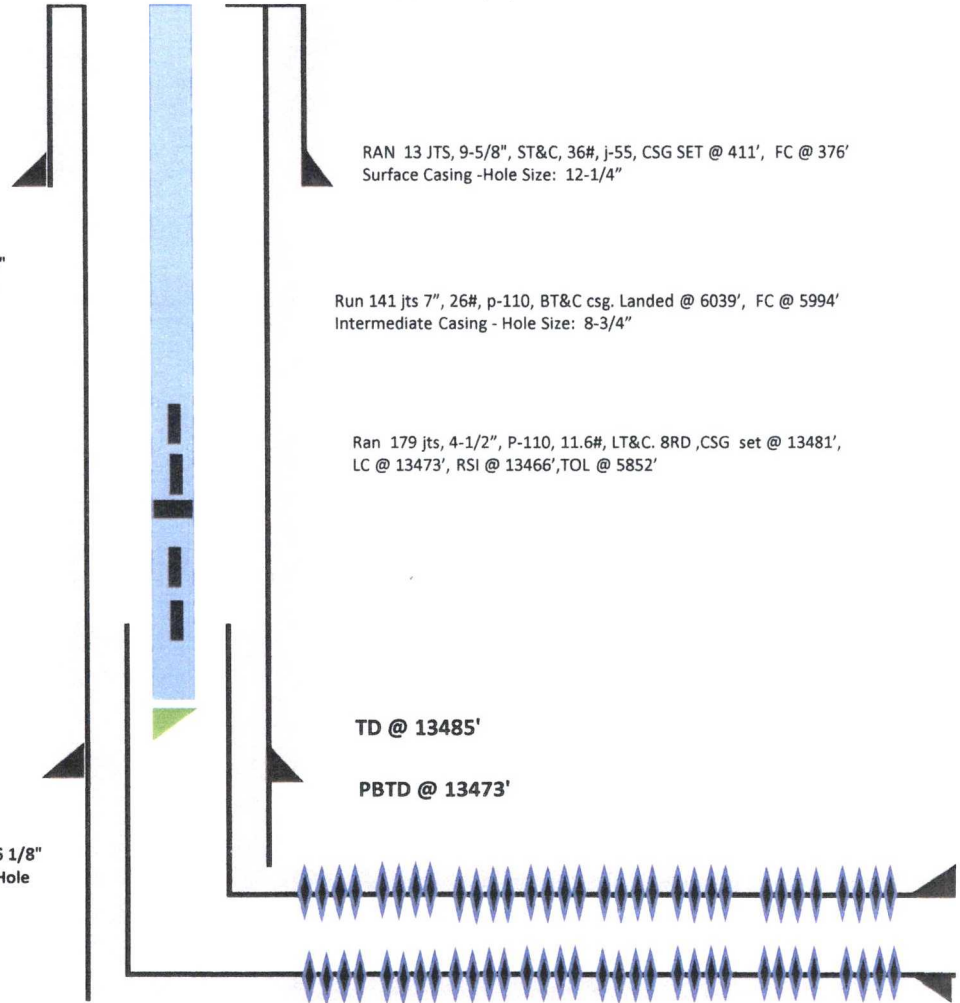 RAN 13 JTS, 9-5/8", ST&C, 36#, j-55, CSG SET @ 411', FC @ 376'
Surface Casing -Hole Size: 12-1/4"
"
Run 141 jts 7", 26#, p-110, BT&C csg. Landed @ 6039', FC @ 5994'
Intermediate Casing - Hole Size: 8-3/4"
Ran 179 jts, 4-1/2", P-110, 11.6#, LT&C. 8RD ,CSG set @ 13481',
LC @ 13473', RSI @ 13466',TOL @ 5852'
TD @ 13485'
PBTD @ 13473'
6 1/8"
Hole